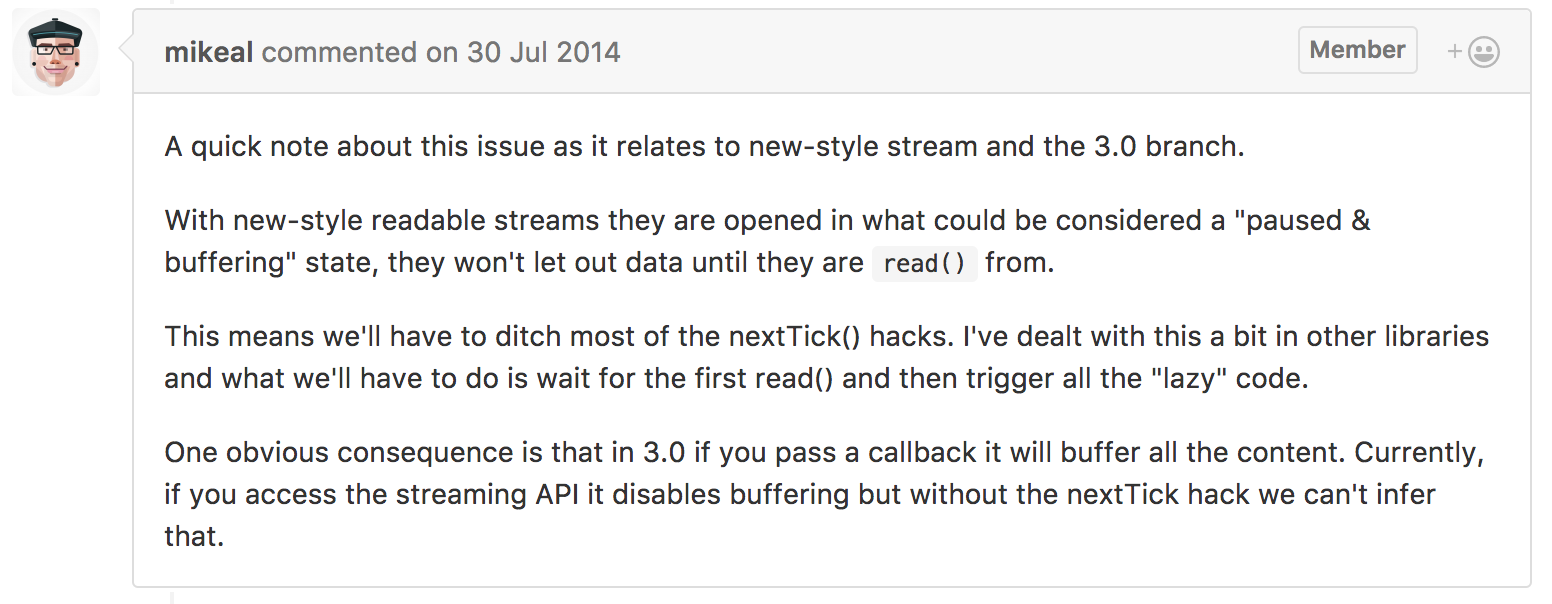 mikeal commented on 30 Jul 2014
Member
+
A quick note about this issue as it relates to new-style stream and the 3.0 branch.
With new-style readable streams they are opened in what could be considered a "paused &
buffering" state, they won't let out data until they are read() from.
This means we'll have to ditch most of the nextTick() hacks. I've dealt with this a bit in other libraries
and what we'll have to do is wait for the first read() and then trigger all the "lazy" code.
One obvious consequence is that in 3.0 if you pass a callback it will buffer all the content. Currently,
if you access the streaming API it disables buffering but without the nextTick hack we can't infer
that.